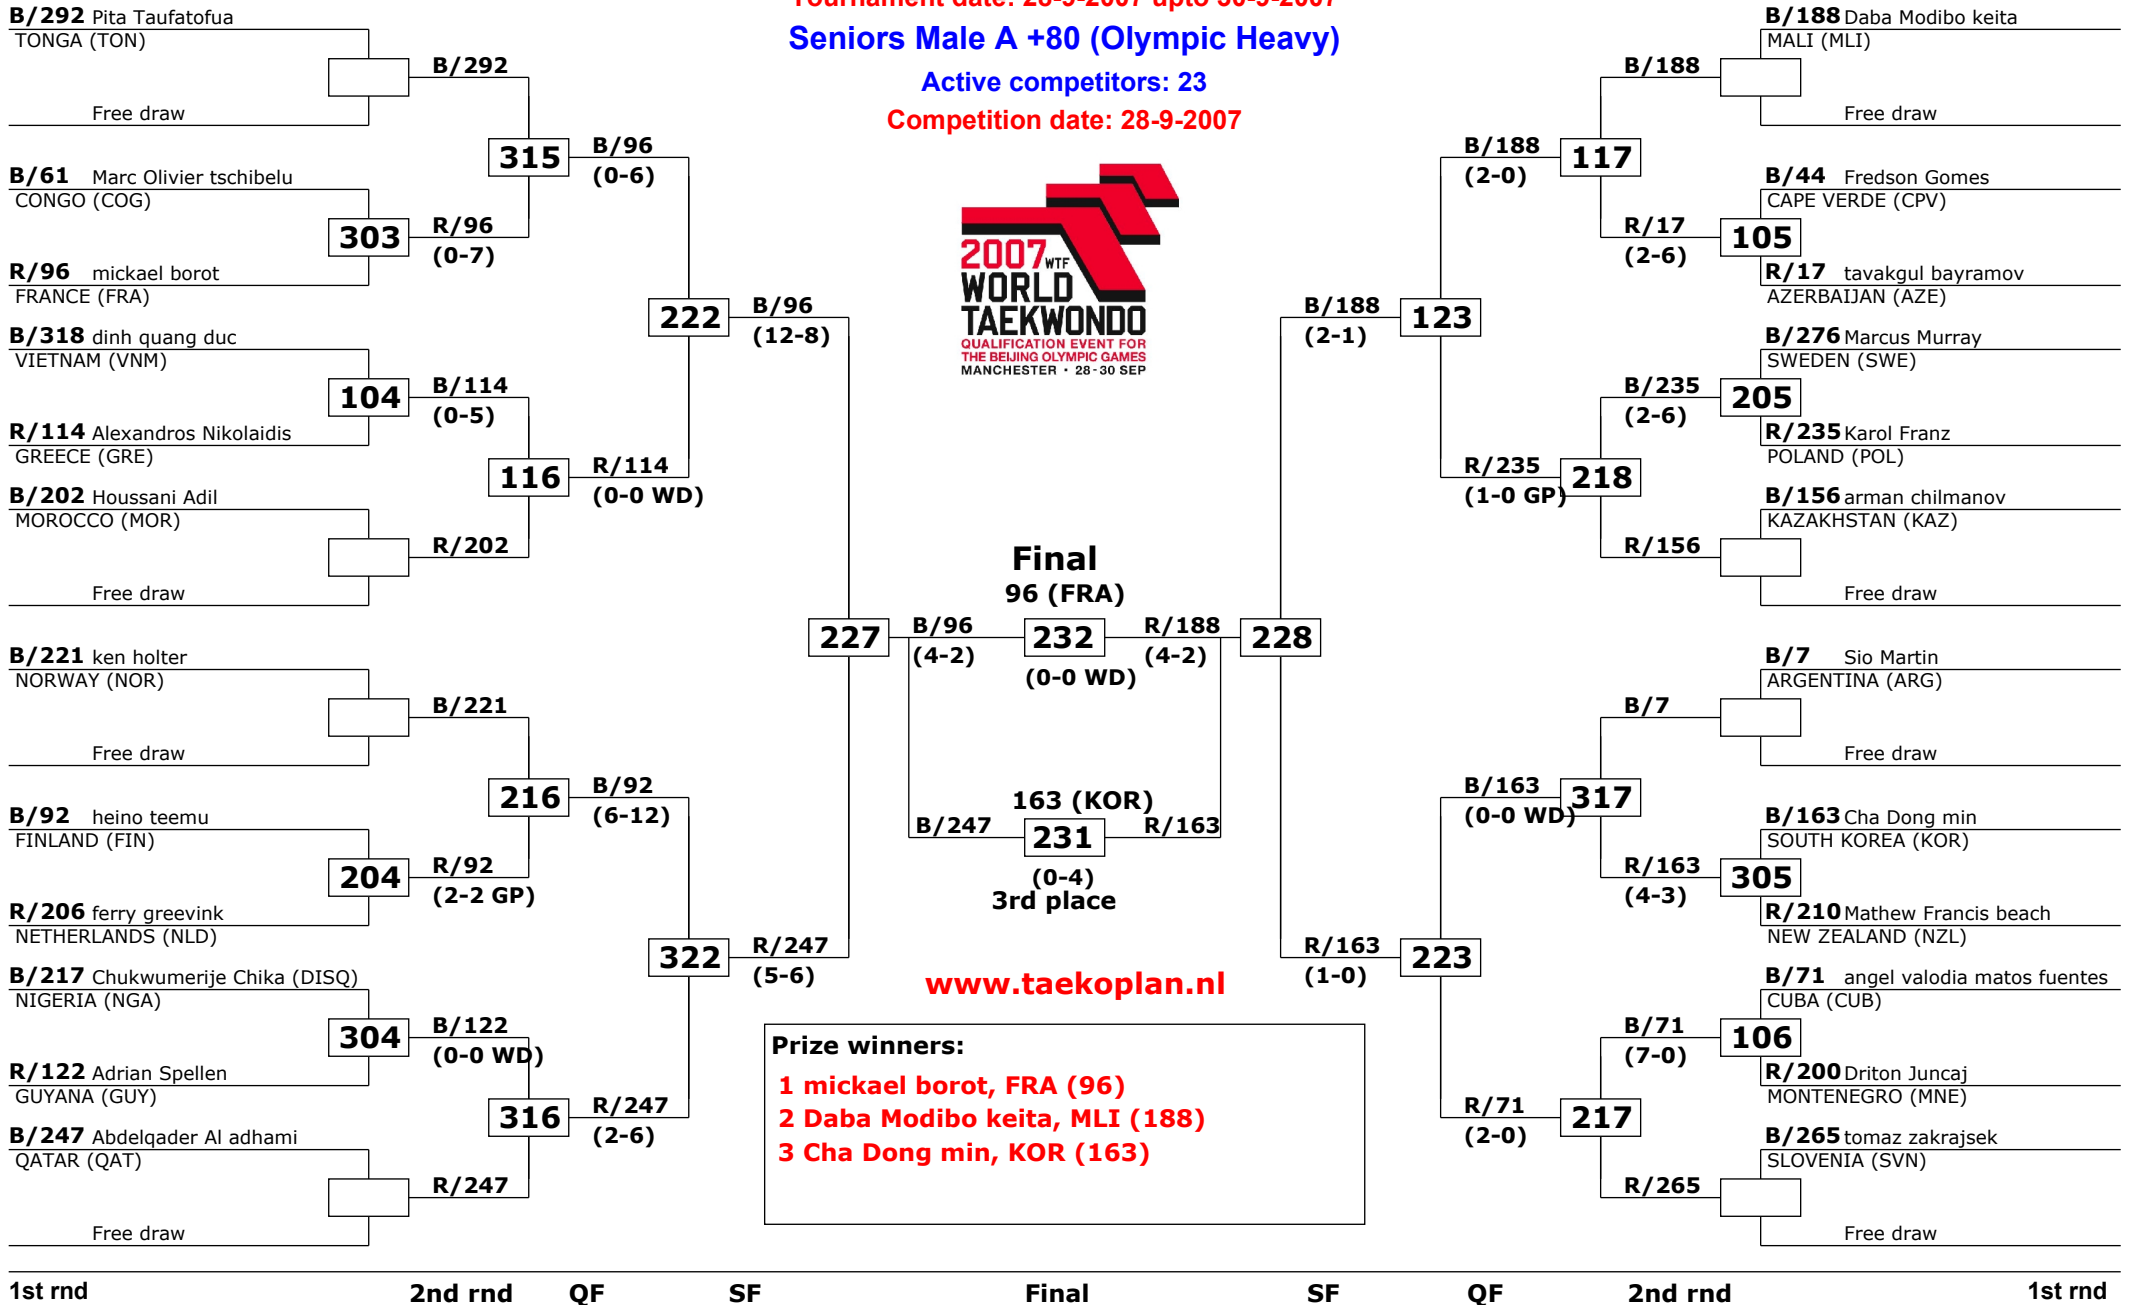 Tournament date: 28-9-2007 upto 30-9-2007
Seniors Male A +80 (Olympic Heavy)
Active competitors: 23
Competition date: 28-9-2007
B/292 Pita Taufatofua
TONGA (TON)
Free draw
B/292
B/61 Marc Olivier tschibelu
CONGO (COG)
303
R/96 mickael borot
FRANCE (FRA)
R/96
(0-7)
315
B/96
(0-6)
B/318 dinh quang duc
VIETNAM (VNM)
104
R/114 Alexandros Nikolaidis
GREECE (GRE)
B/114
(0-5)
B/202 Houssani Adil
MOROCCO (MOR)
Free draw
R/202
116
R/114
(0-0 WD)
222
B/96
(12-8)
B/221 ken holter
NORWAY (NOR)
Free draw
B/221
B/92 heino teemu
FINLAND (FIN)
204
R/206 ferry greevink
NETHERLANDS (NLD)
R/92
(2-2 GP)
216
B/92
(6-12)
B/217 Chukwumerije Chika (DISQ)
NIGERIA (NGA)
304
R/122 Adrian Spellen
GUYANA (GUY)
B/122
(0-0 WD)
B/247 Abdelqader Al adhami
QATAR (QAT)
Free draw
R/247
316
R/247
(2-6)
322
R/247
(5-6)
227
B/96
(4-2)
2007 WTF
WORLD
TAEKWONDO
QUALIFICATION EVENT FOR
THE BEIJING OLYMPIC GAMES
MANCHESTER • 28-30 SEP
Final
96 (FRA)
232
(0-0 WD)
R/188
(4-2)
228
163 (KOR)
B/247
231
R/163
(0-4)
3rd place
www.taekoplan.nl
Prize winners:
1 mickael borot, FRA (96)
2 Daba Modibo keita, MLI (188)
3 Cha Dong min, KOR (163)
B/188 Daba Modibo keita
MALI (MLI)
Free draw
B/188
B/44 Fredson Gomes
CAPE VERDE (CPV)
105
R/17 tavakgul bayramov
AZERBAIJAN (AZE)
R/17
(2-6)
117
B/188
(2-0)
B/276 Marcus Murray
SWEDEN (SWE)
205
R/235 Karol Franz
POLAND (POL)
B/235
(2-6)
B/156 arman chilmanov
KAZAKHSTAN (KAZ)
Free draw
R/156
218
R/235
(1-0 GP)
123
B/188
(2-1)
B/7 Sio Martin
ARGENTINA (ARG)
Free draw
B/7
B/163 Cha Dong min
SOUTH KOREA (KOR)
305
R/210 Mathew Francis beach
NEW ZEALAND (NZL)
R/163
(4-3)
317
B/163
(0-0 WD)
B/71 angel valodia matos fuentes
CUBA (CUB)
106
R/200 Driton Juncaj
MONTENEGRO (MNE)
B/71
(7-0)
B/265 tomaz zakrajsek
SLOVENIA (SVN)
Free draw
R/265
217
R/71
(2-0)
223
R/163
(1-0)
1st rnd 2nd rnd QF SF Final SF QF 2nd rnd 1st rnd